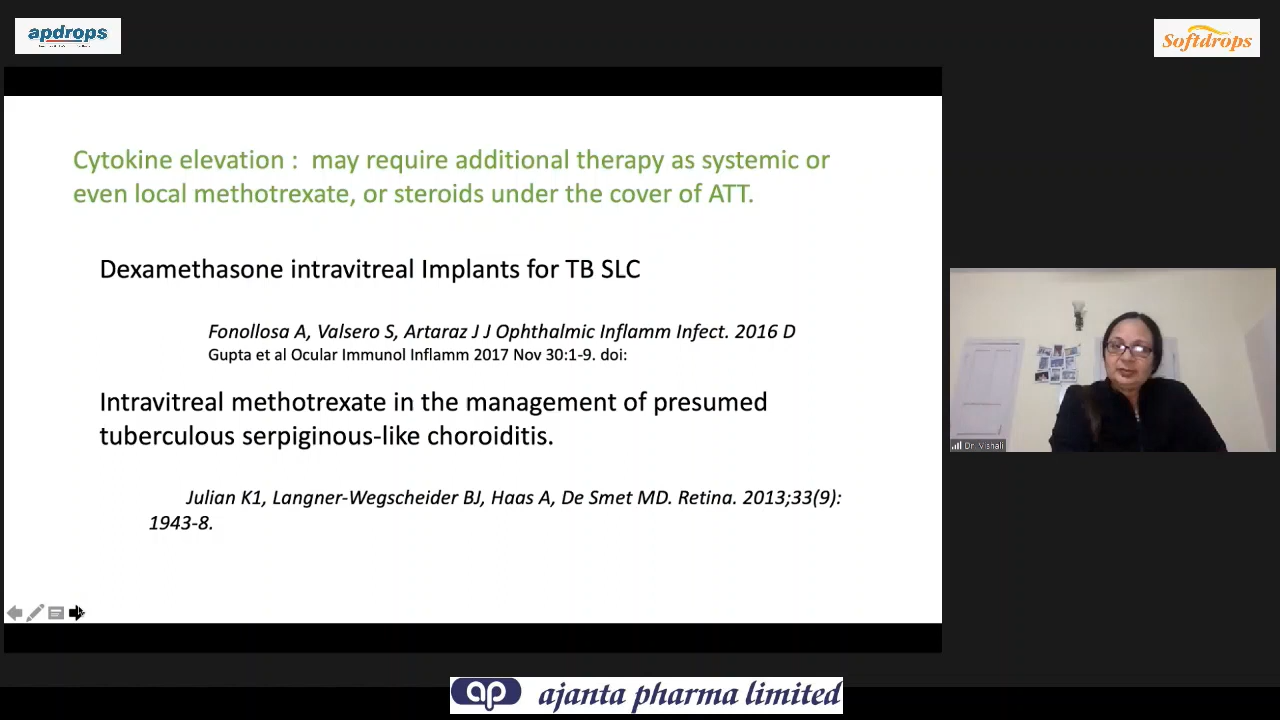 apdrops
Softdrops
Cytokine elevation : may require additional therapy as systemic or
even local methotrexate, or steroids under the cover of ATT.
Dexamethasone intravitreal Implants for TB SLC
Fonollosa A, Valsero S, Artaraz J J Ophthalmic Inflamm Infect. 2016 D
Gupta et al Ocular Immunol Inflamm 2017 Nov 30:1-9. doi:
Intravitreal methotrexate in the management of presumed
tuberculous serpiginous-like choroiditis.
Julian K1, Langner-Wegscheider BJ, Haas A, De Smet MD. Retina. 2013;33(9):
1943-8.
Dr. Vishali
ap ajanta pharma limited